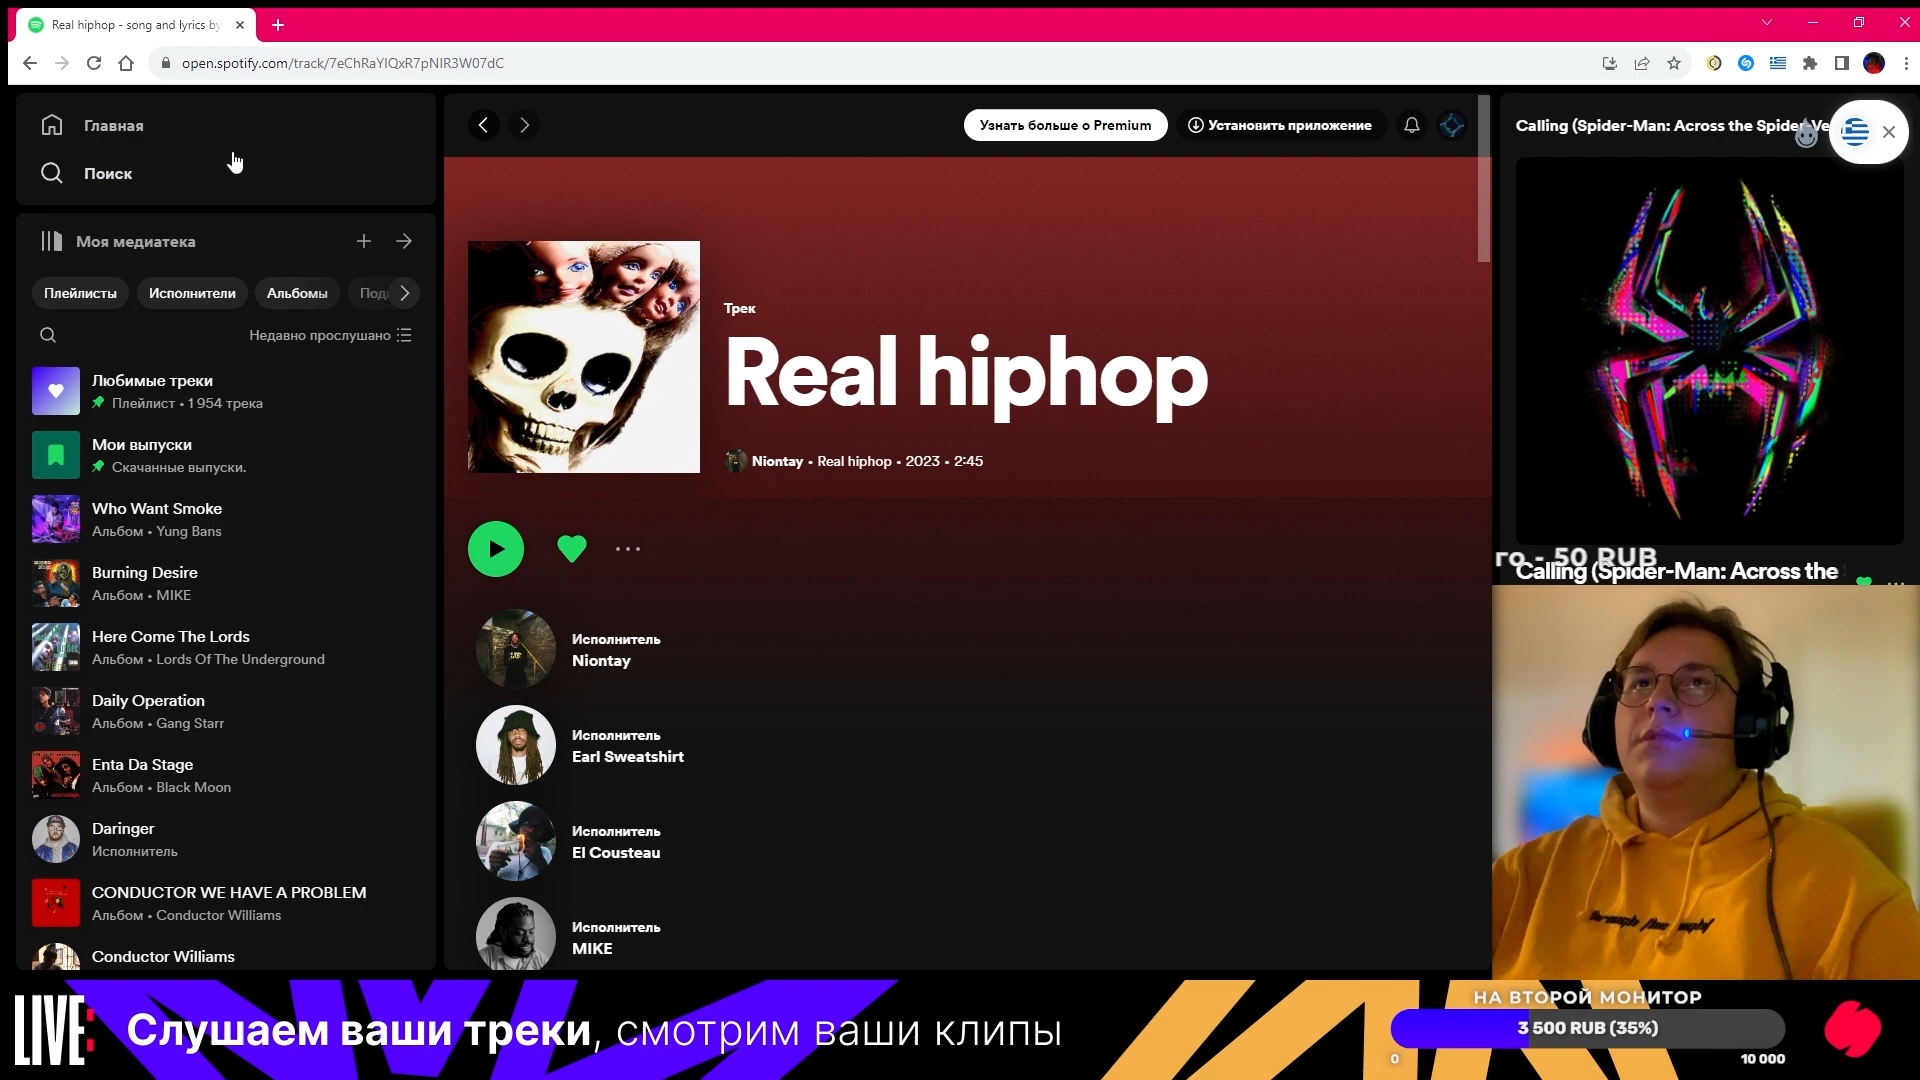 Real hiphop - song and lyrics by
open.spotify.com/track/7eChRaYIQxR7pNIR3W07dC
Главная
Поиск
Моя медиатека
Плейлисты
Исполнители
Альбомы
Недавно прослушано
Любимые треки
Плейлист • 1 954 трека
Мои выпуски
Скачанные выпуски.
Who Want Smoke
Альбом • Yung Bans
Burning Desire
Альбом • MIKE
Here Come The Lords
Альбом • Lords Of The Underground
Daily Operation
Альбом • Gang Starr
Enta Da Stage
Альбом • Black Moon
Daringer
Исполнитель
CONDUCTOR WE HAVE A PROBLEM
Альбом • Conductor Williams
Conductor Williams
Узнать больше о Premium
Установить приложение
Трек
Real hiphop
Niontay • Real hiphop • 2023 • 2:45
Исполнитель
Niontay
Исполнитель
Earl Sweatshirt
Исполнитель
El Cousteau
Исполнитель
MIKE
Calling (Spider-Man: Across the Spider-Ve
го - 50 RUB
Calling (Spider-Man: Across the
LIVE:
Слушаем ваши треки, смотрим ваши клипы
НА ВТОРОЙ МОНИТОР
3 500 RUB (35%)
0
10 000